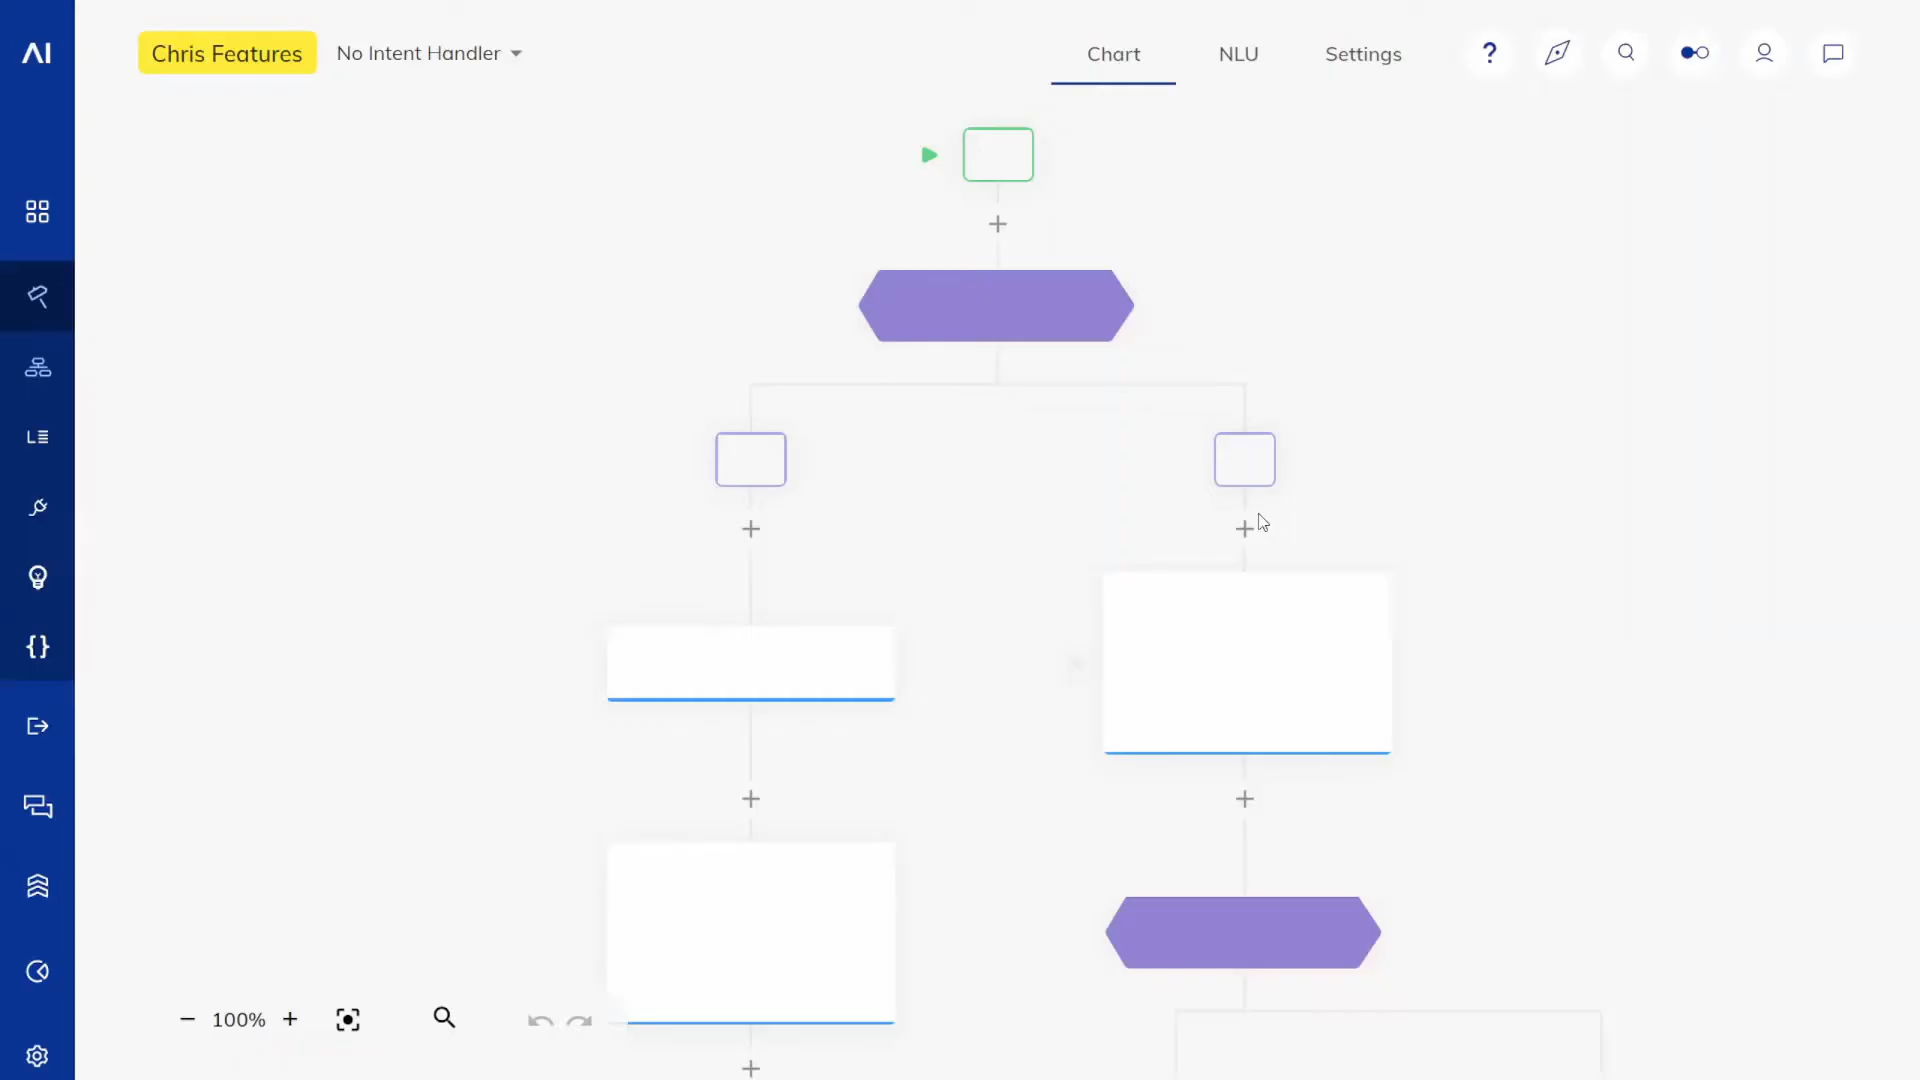 AI
Chris Features
No Intent Handler
Chart
NLU
Settings
?
100%